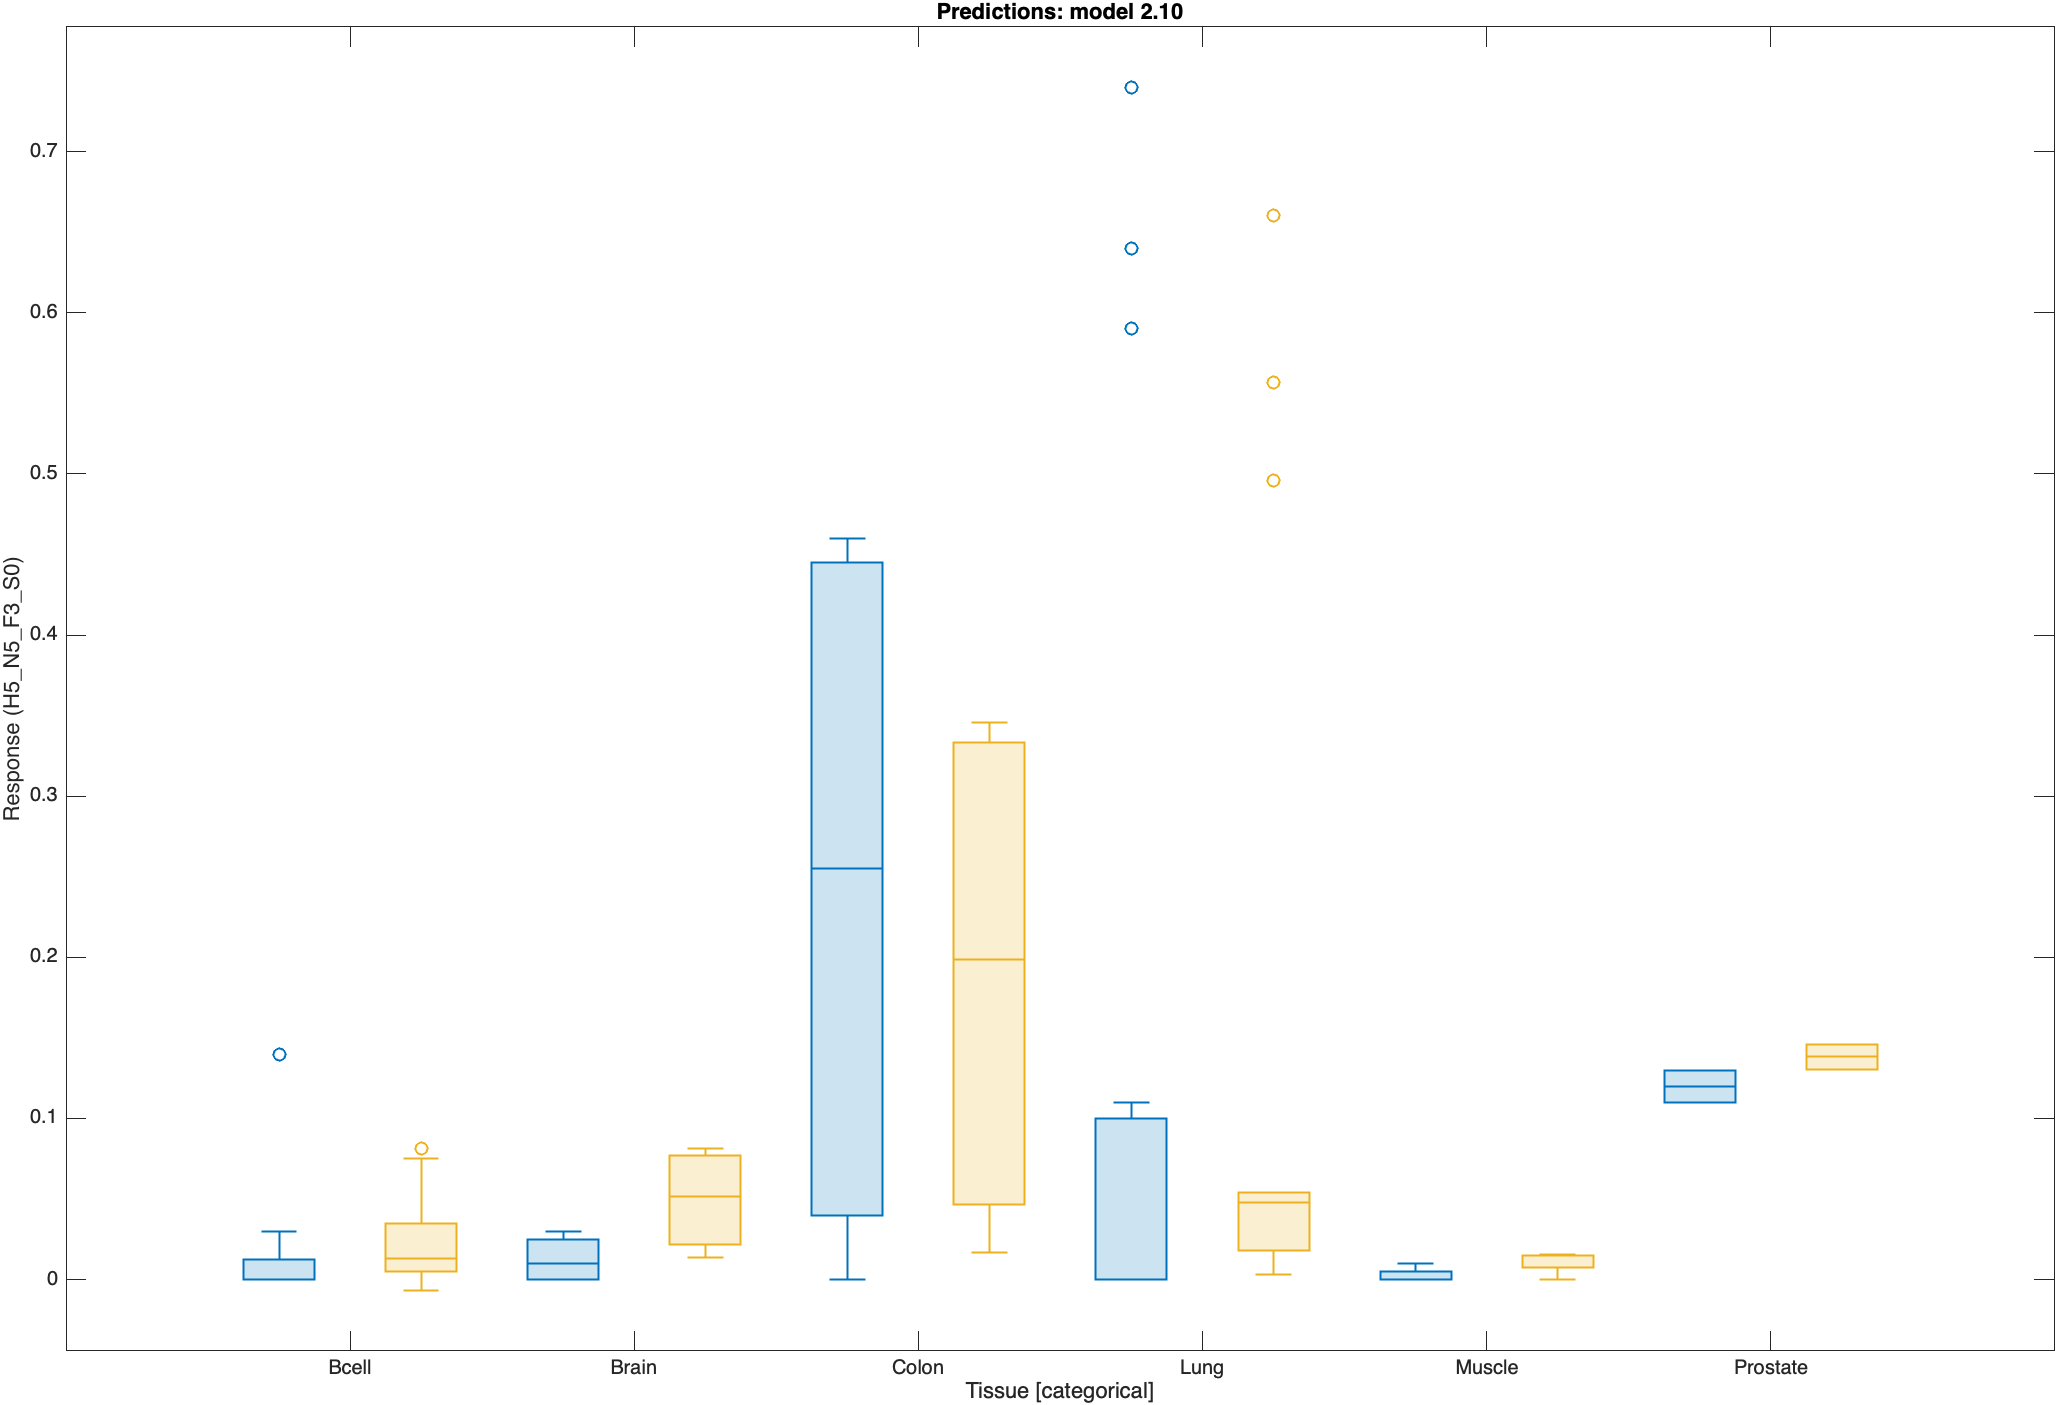 Predictions: model 2.10
Response (H5_N5_F3_S0)
0.7
0.6
0.5
0.4
0.3
0.2
0.1
0
Bcell
Brain
Colon
Lung
Muscle
Prostate
Tissue [categorical]